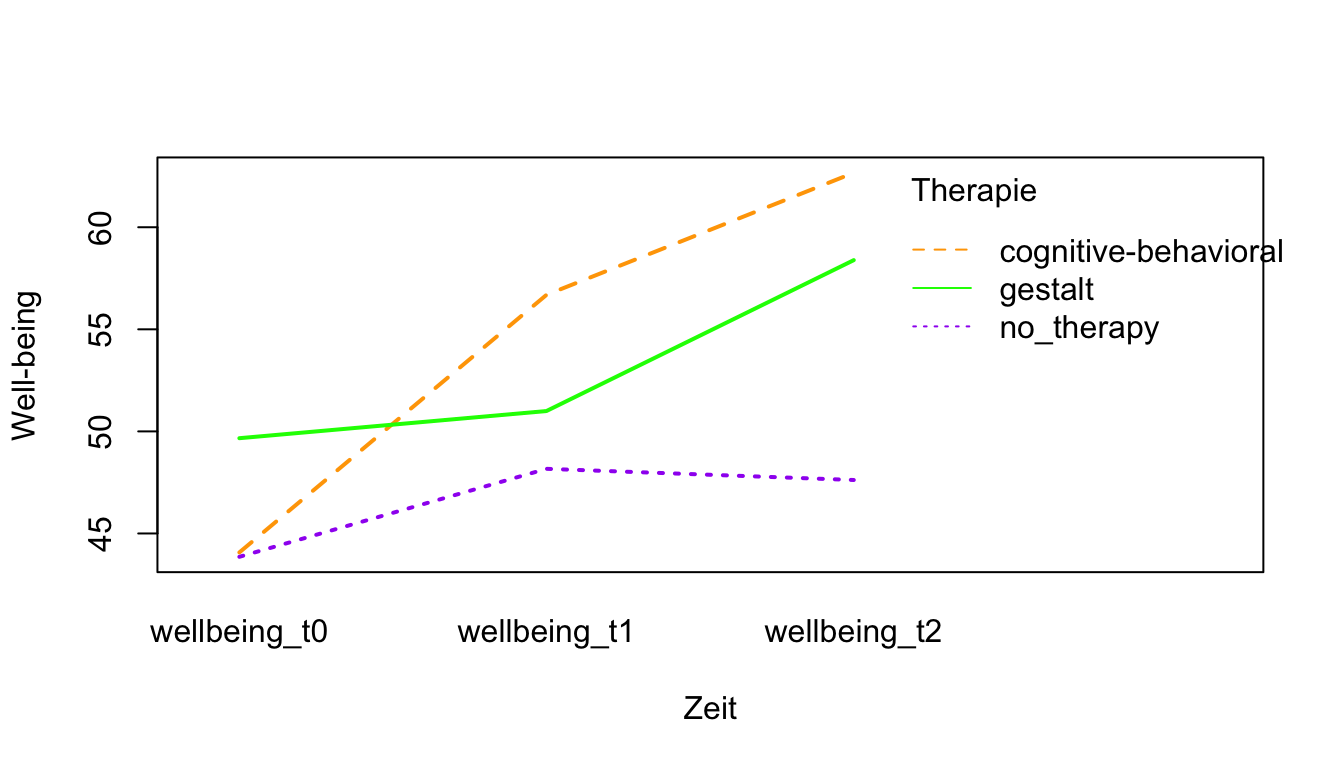 Therapie
cognitive-behavioral
gestalt
no_therapy
Well-being
60
55
50
45
wellbeing_t0 wellbeing_t1 wellbeing_t2
Zeit